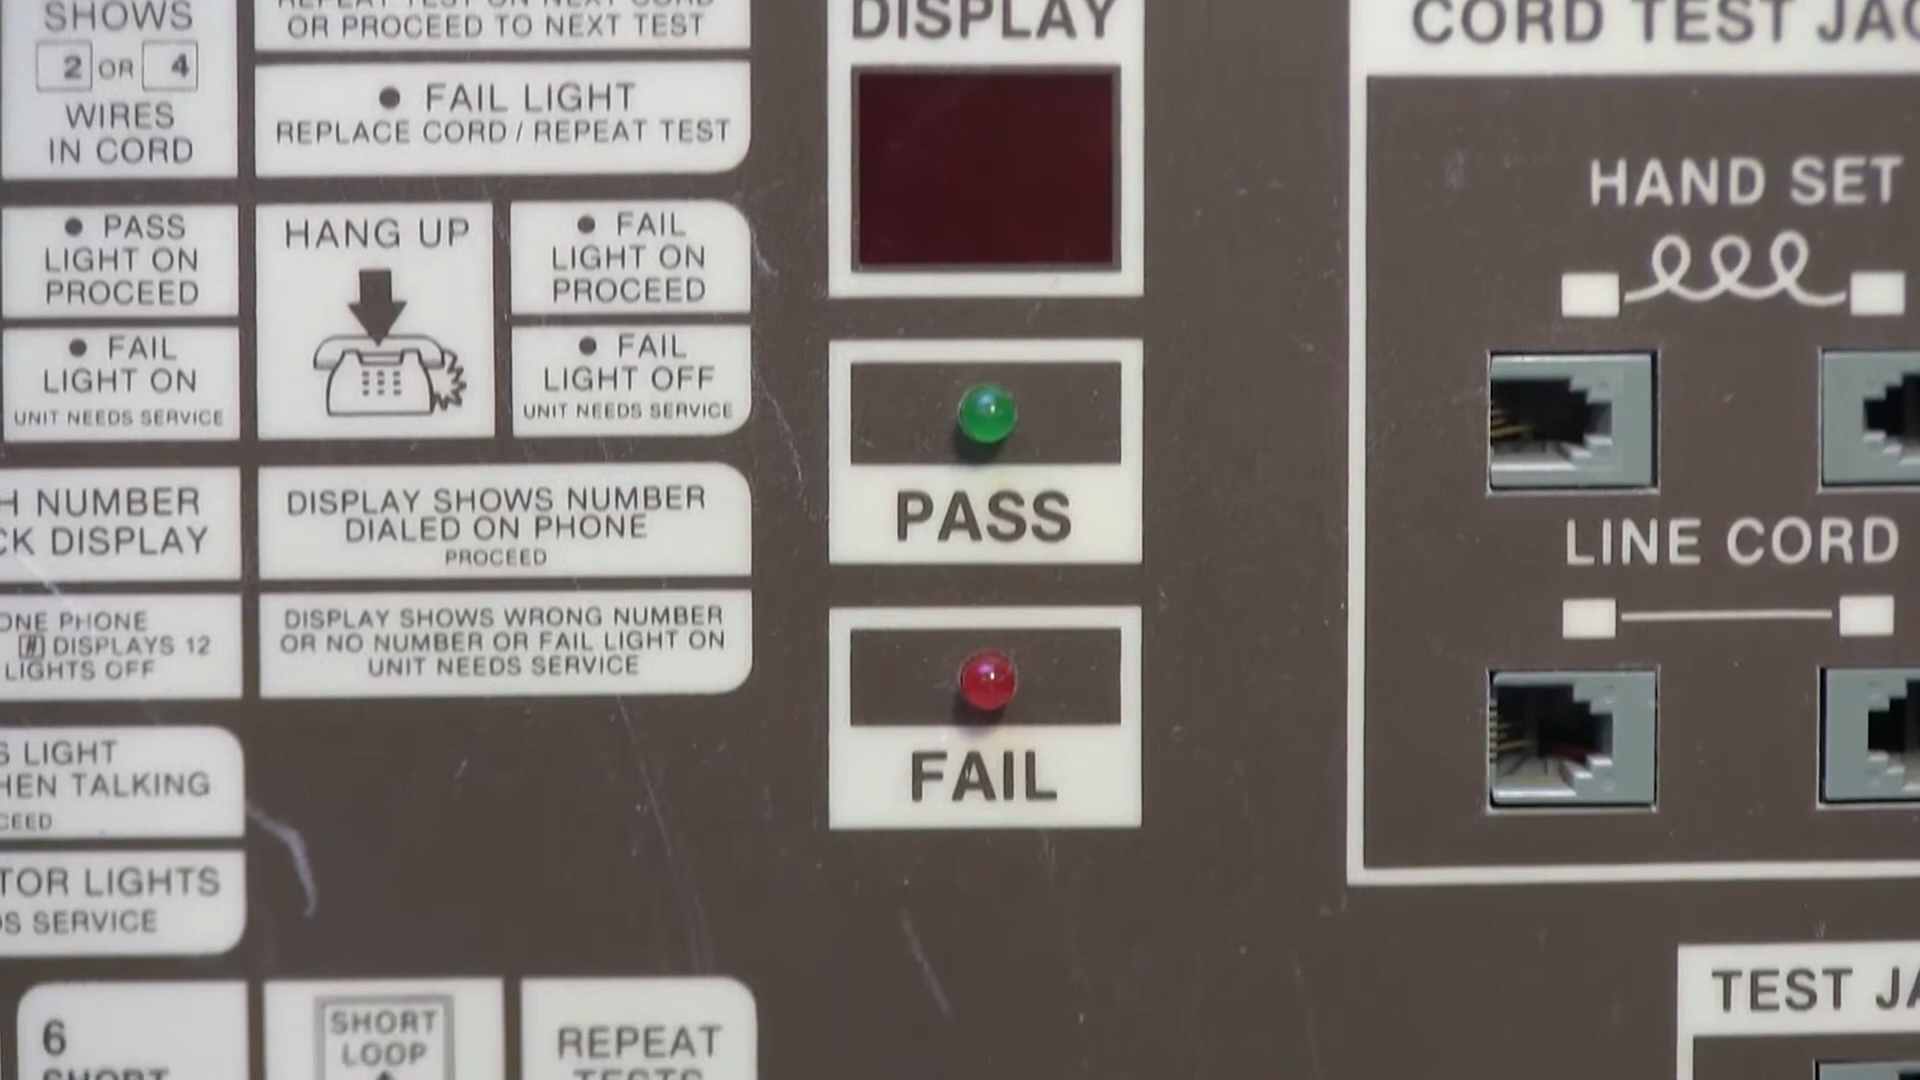 SHOWS
2 OR 4
WIRES
IN CORD
REPEAT TEST ON NEXT CORD
OR PROCEED TO NEXT TEST
● FAIL LIGHT
REPLACE CORD / REPEAT TEST
● PASS
LIGHT ON
PROCEED
● FAIL
LIGHT ON
UNIT NEEDS SERVICE
HANG UP
● FAIL
LIGHT ON
PROCEED
● FAIL
LIGHT OFF
UNIT NEEDS SERVICE
H NUMBER
CK DISPLAY
DISPLAY SHOWS NUMBER
DIALED ON PHONE
PROCEED
ONE PHONE
# DISPLAYS 12
LIGHTS OFF
DISPLAY SHOWS WRONG NUMBER
OR NO NUMBER OR FAIL LIGHT ON
UNIT NEEDS SERVICE
S LIGHT
HEN TALKING
CEED
TOR LIGHTS
DS SERVICE
6
SHORT
SHORT
LOOP
REPEAT
TESTS
DISPLAY
PASS
FAIL
CORD TEST JAC
HAND SET
LINE CORD
TEST JA